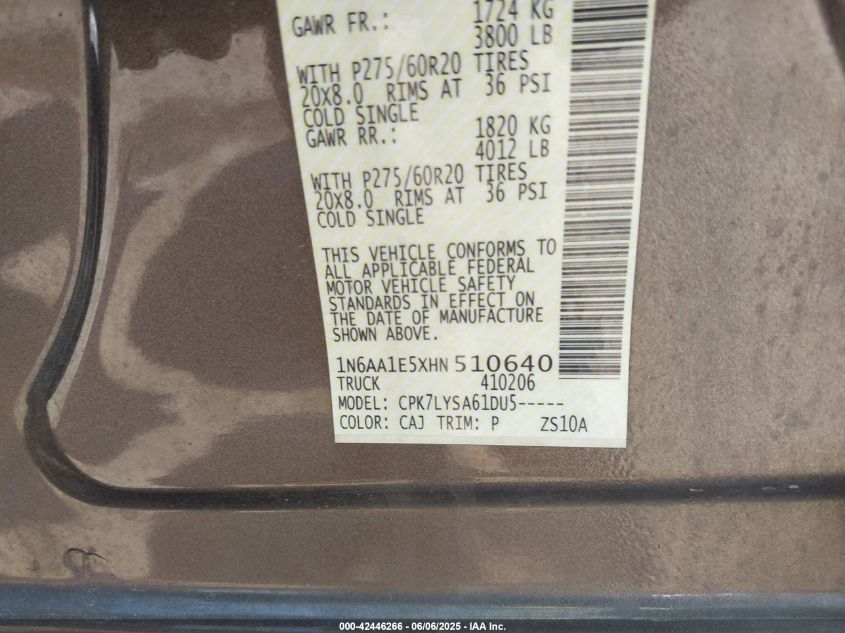 GAWR FR.: 1724 KG
3800 LB
WITH P275/60R20 TIRES
20X8.0 RIMS AT 36 PSI
COLD SINGLE
GAWR RR.: 1820 KG
4012 LB
WITH P275/60R20 TIRES
20X8.0 RIMS AT 36 PSI
COLD SINGLE
THIS VEHICLE CONFORMS TO
ALL APPLICABLE FEDERAL
MOTOR VEHICLE SAFETY
STANDARDS IN EFFECT ON
THE DATE OF MANUFACTURE
SHOWN ABOVE.
1N6AA1E5XHN 510640
TRUCK 410206
MODEL: CPK7LYSA61DU5-----
COLOR: CAJ TRIM: P ZS10A
000-42446266 - 06/06/2025 - IAA Inc.